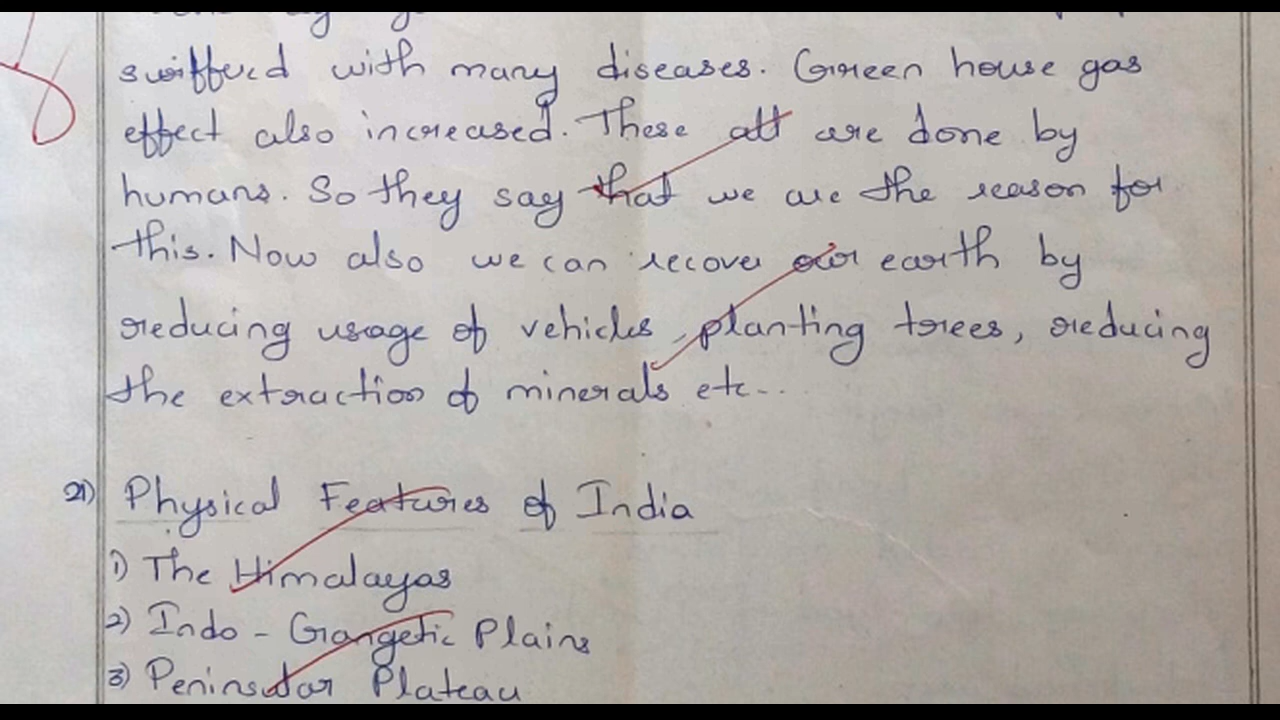 swiffered with many diseases. Green house gas
effect also increased. These all are done by
humans. So they say that we are the reason for
this. Now also we can recover our earth by
reducing usage of vehicles, planting trees, reducing
the extraction of minerals etc...
21) Physical Features of India
1) The Himalayas
2) Indo - Gangetic Plains
3) Peninsular Plateau